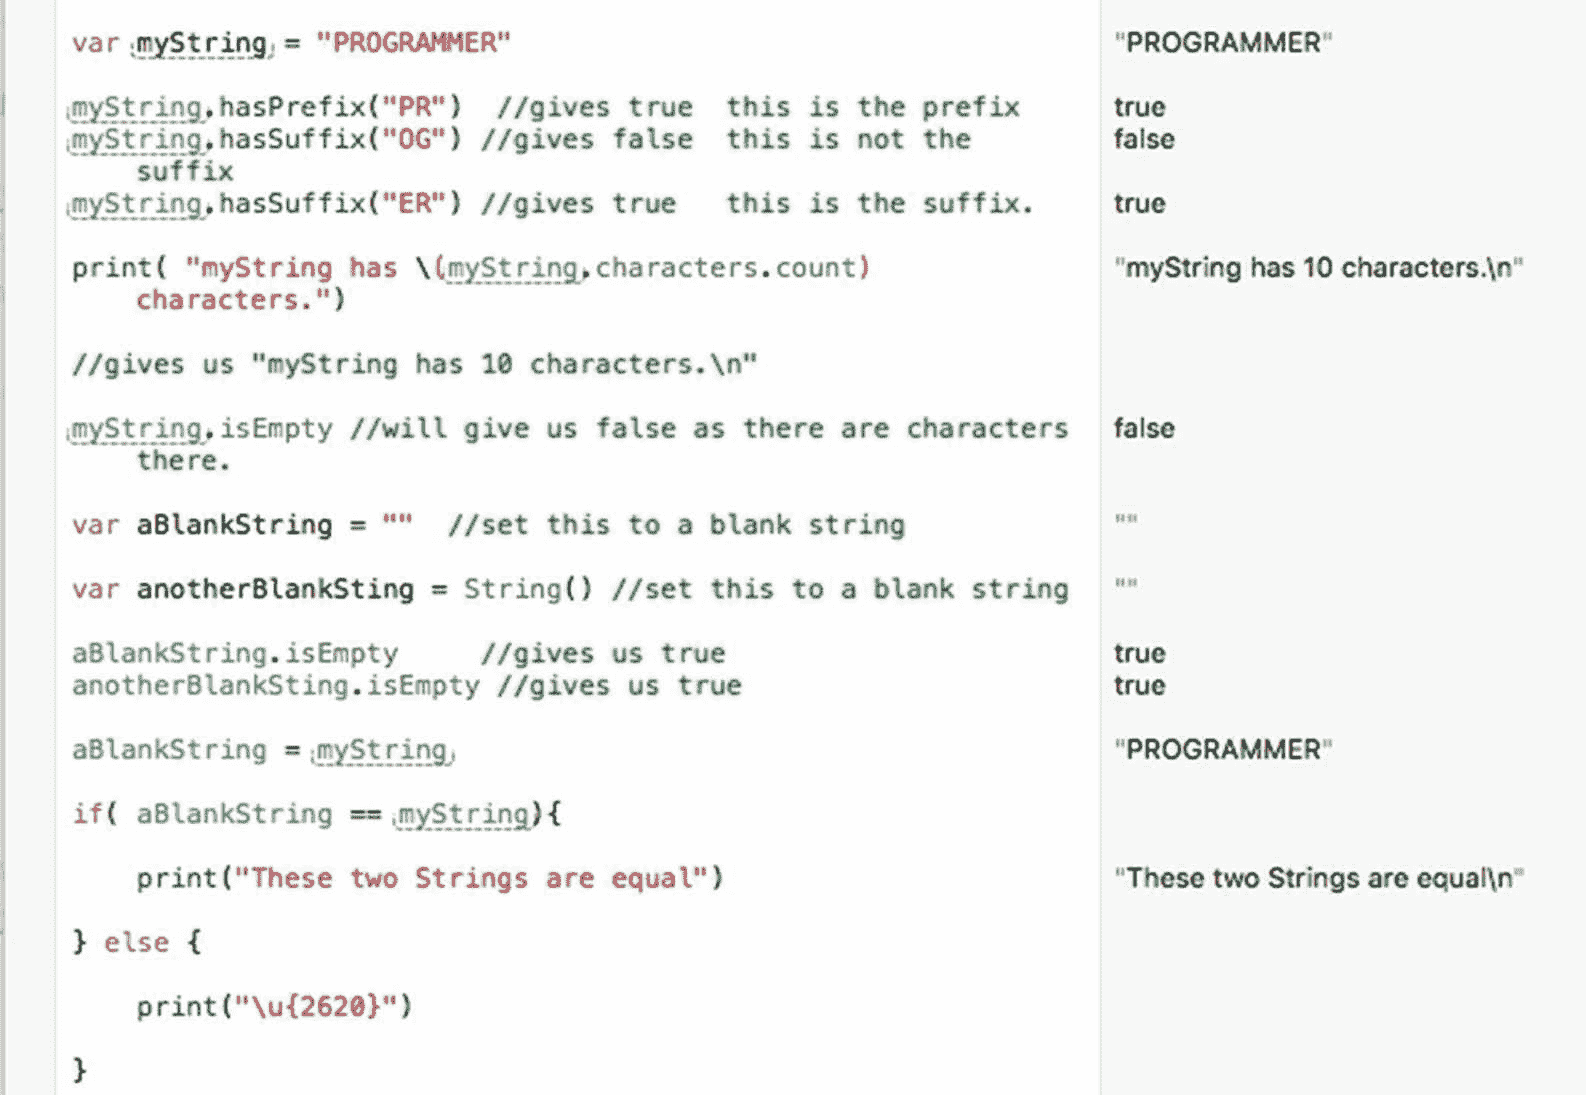 var myString = "PROGRAMMER" "PROGRAMMER"
myString.hasPrefix("PR") //gives true this is the prefix true
myString.hasSuffix("OG") //gives false this is not the false
suffix
myString.hasSuffix("ER") //gives true this is the suffix. true
print( "myString has \(myString.characters.count) "myString has 10 characters.\n"
characters.")
//gives us "myString has 10 characters.\n"
myString.isEmpty //will give us false as there are characters false
there.
var aBlankString = "" //set this to a blank string ""
var anotherBlankSting = String() //set this to a blank string ""
aBlankString.isEmpty //gives us true true
anotherBlankSting.isEmpty //gives us true true
aBlankString = myString "PROGRAMMER"
if( aBlankString == myString){
print("These two Strings are equal") "These two Strings are equal\n"
} else {
print("\u{2620}")
}